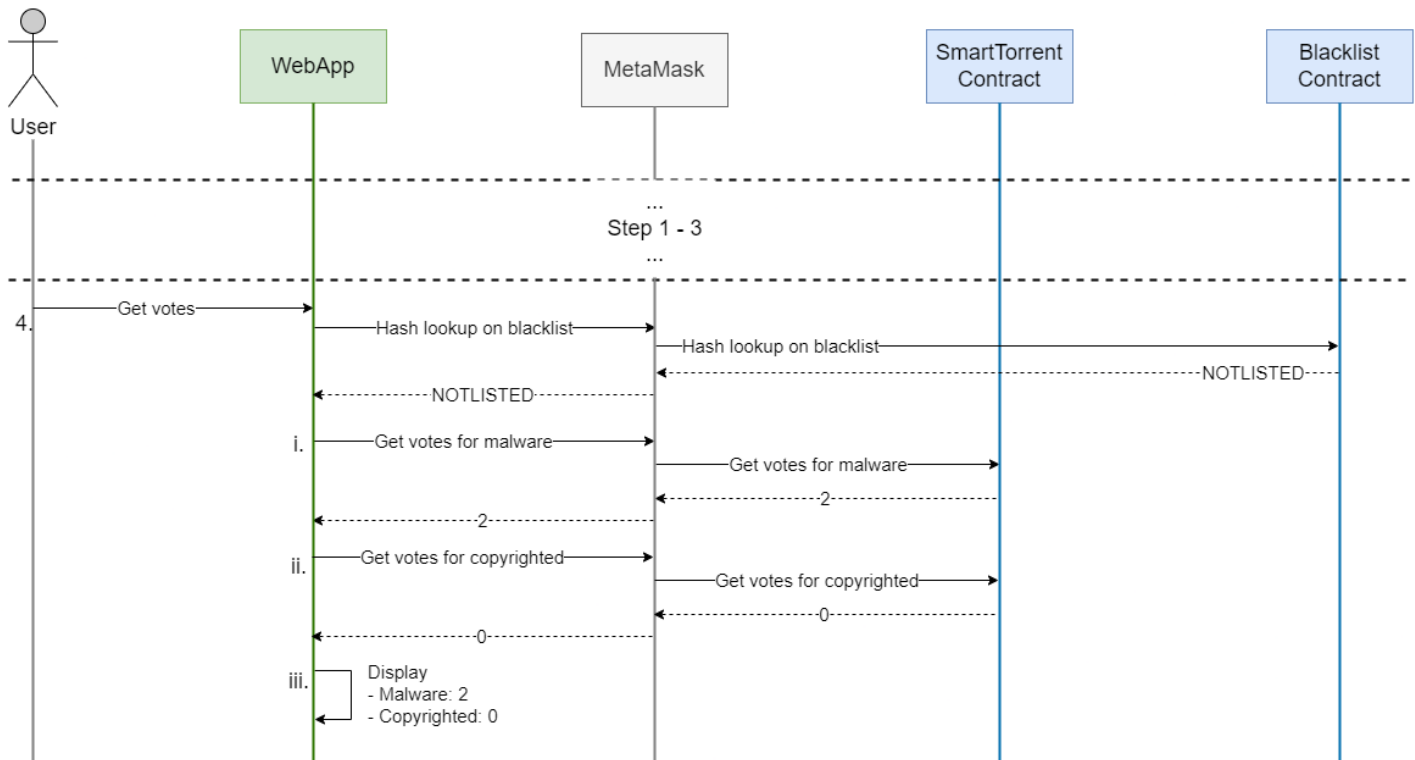 User
WebApp
MetaMask
SmartTorrent
Contract
Blacklist
Contract
...
Step 1 - 3
...
4.
Get votes
Hash lookup on blacklist
Hash lookup on blacklist
NOTLISTED
NOTLISTED
i.
Get votes for malware
Get votes for malware
2
2
ii.
Get votes for copyrighted
Get votes for copyrighted
0
0
iii.
Display
- Malware: 2
- Copyrighted: 0